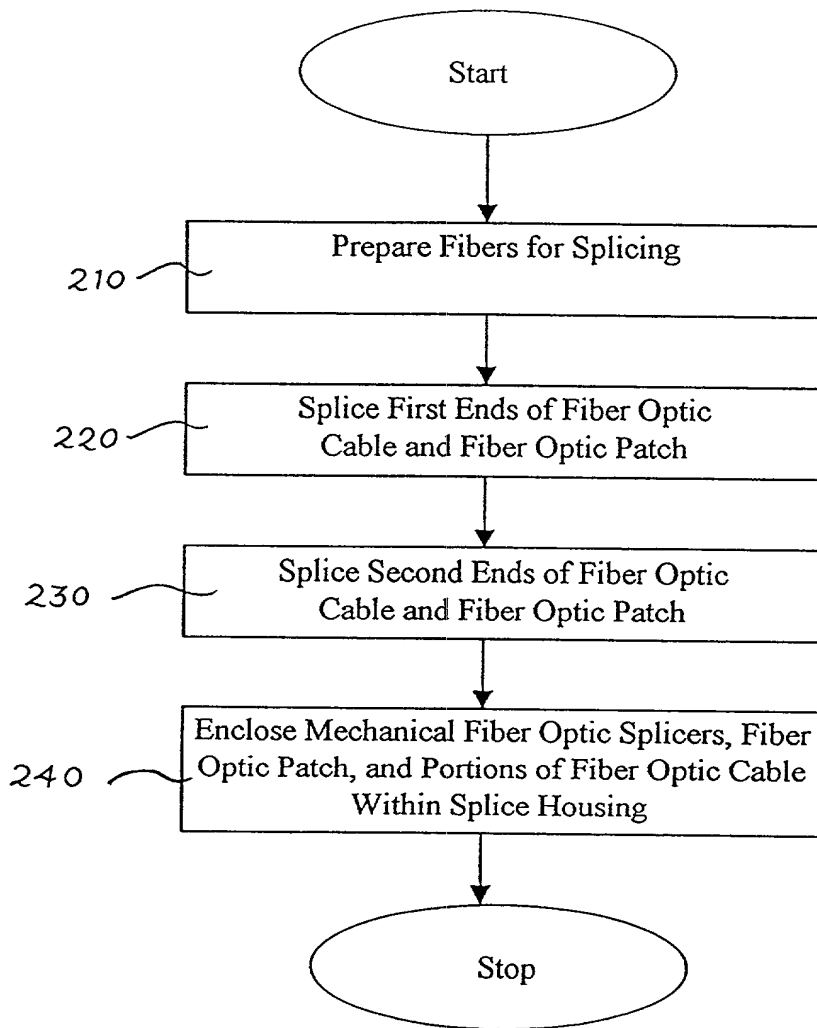 Start
Prepare Fibers for Splicing
210
Splice First Ends of Fiber Optic
Cable and Fiber Optic Patch
220
Splice Second Ends of Fiber Optic
Cable and Fiber Optic Patch
230
Enclose Mechanical Fiber Optic Splicers, Fiber
Optic Patch, and Portions of Fiber Optic Cable
Within Splice Housing
240
Stop